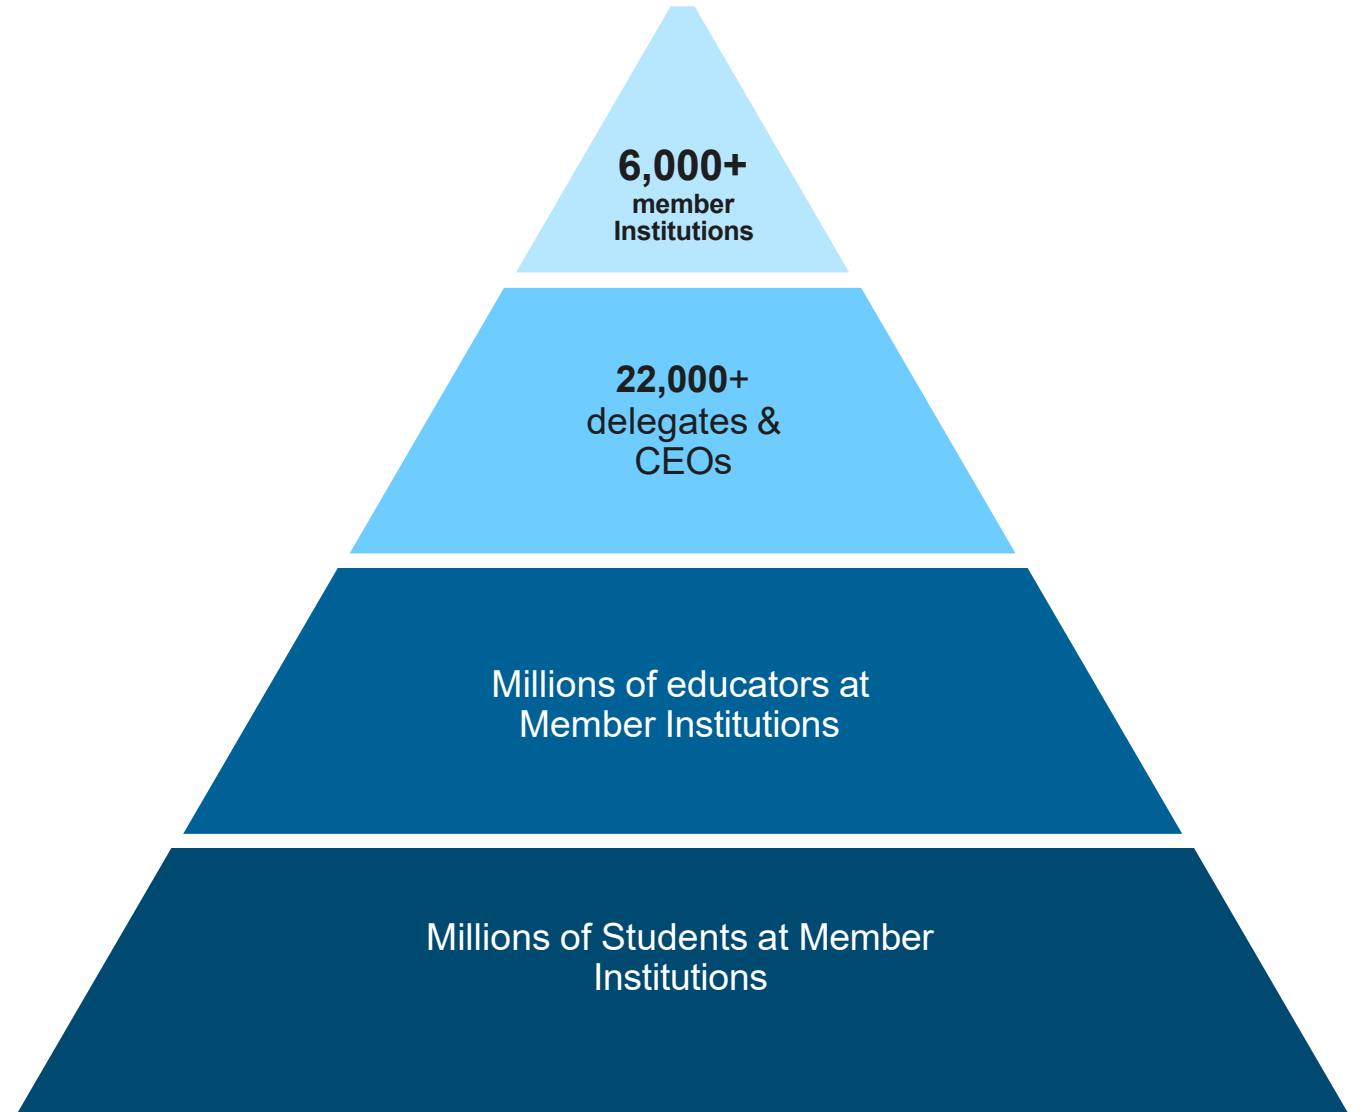 6,000+
member
Institutions
22,000+
delegates &
CEOs
Millions of educators at
Member Institutions
Millions of Students at Member
Institutions